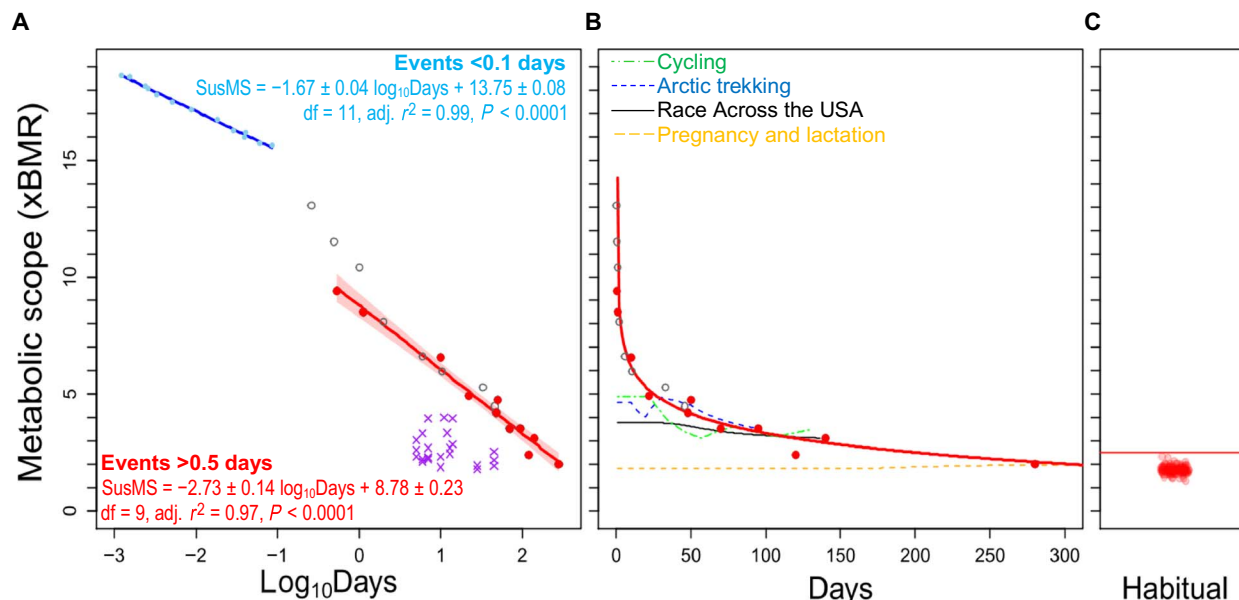 A
B
C
Metabolic scope (xBMR)
15
10
5
0
Events <0.1 days
SusMS = −1.67 ± 0.04 log₁₀Days + 13.75 ± 0.08
df = 11, adj. r² = 0.99, P < 0.0001
Events >0.5 days
SusMS = −2.73 ± 0.14 log₁₀Days + 8.78 ± 0.23
df = 9, adj. r² = 0.97, P < 0.0001
−3 −2 −1 0 1 2
Log₁₀Days
Cycling
Arctic trekking
Race Across the USA
Pregnancy and lactation
0 50 100 150 200 250 300
Days
Habitual